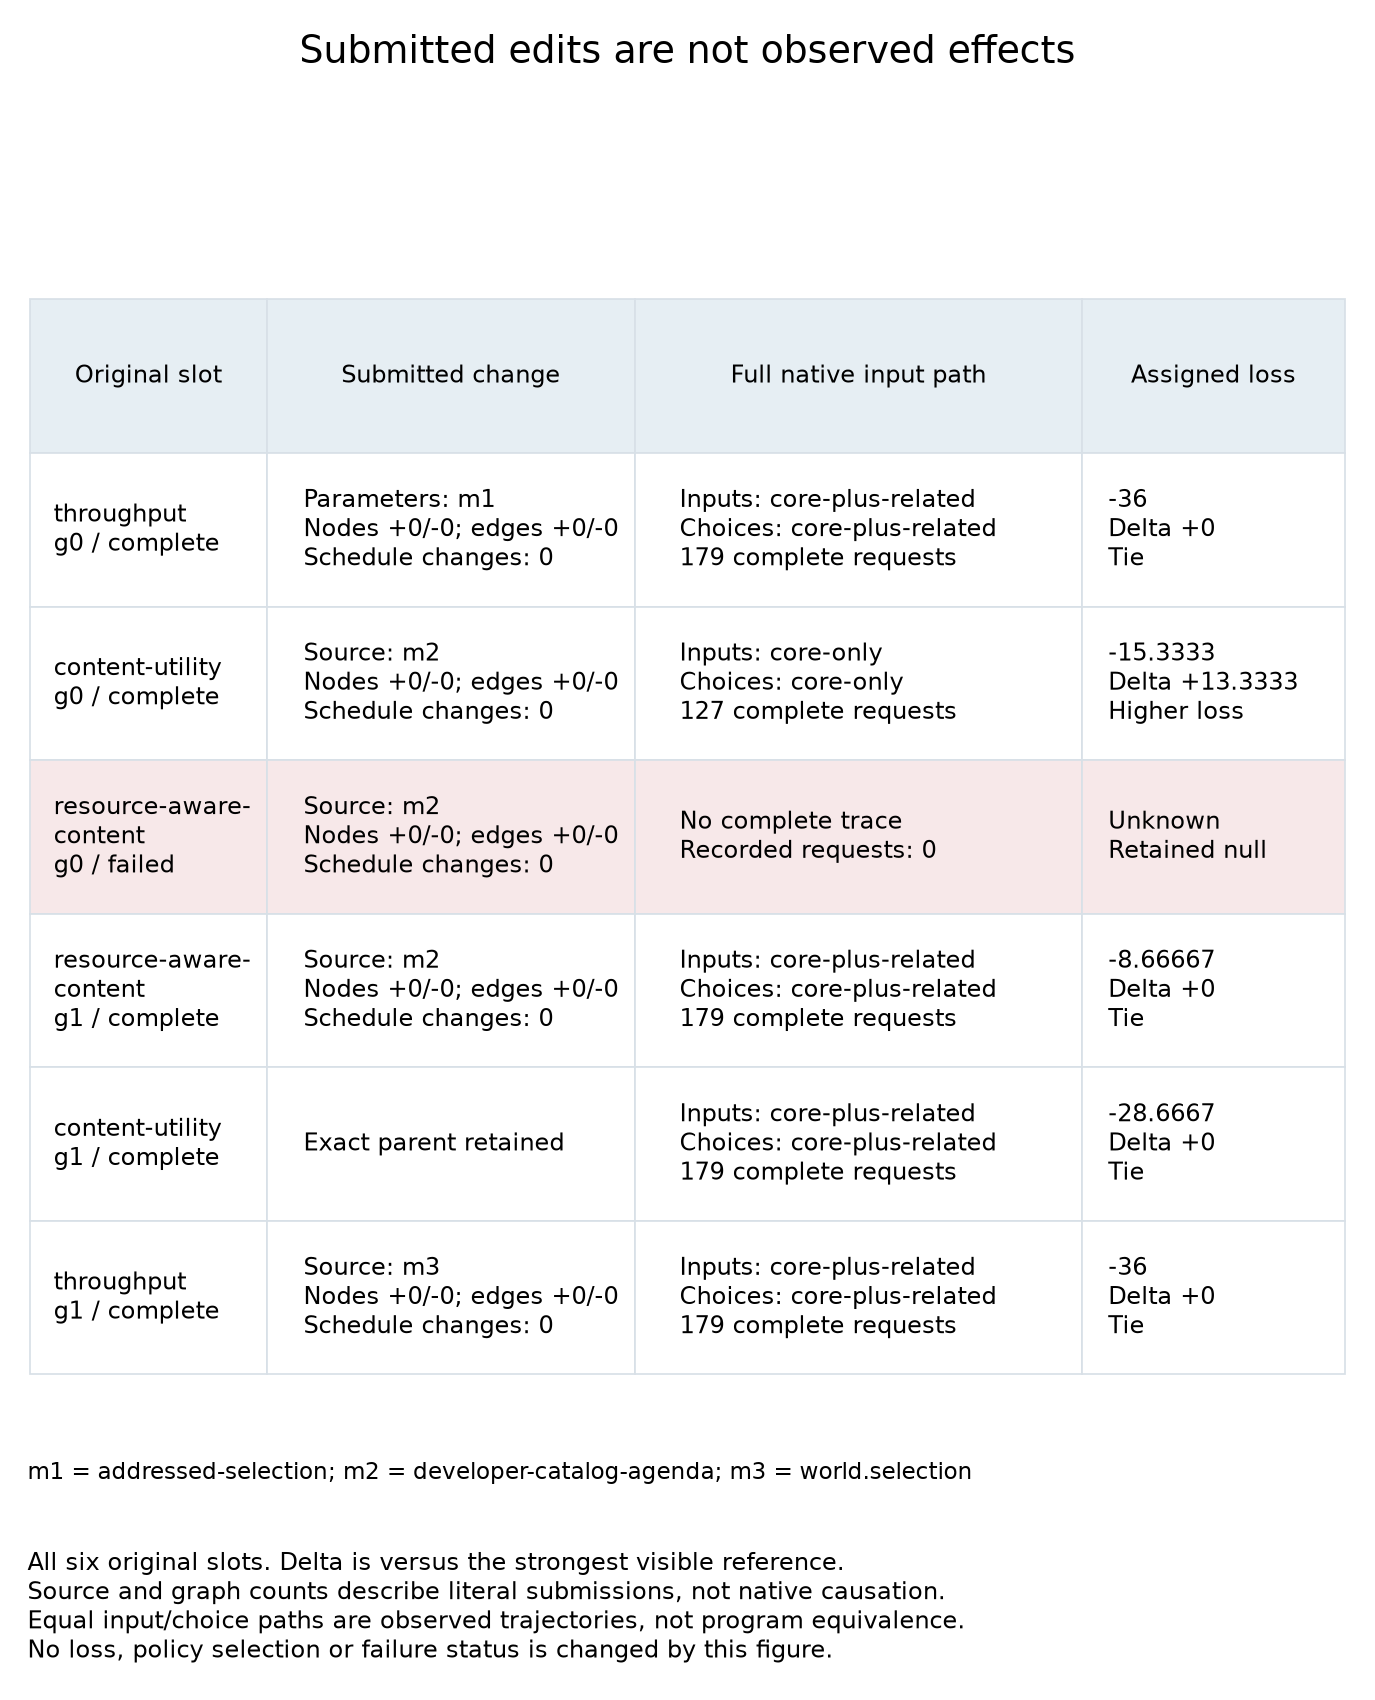 Submitted edits are not observed effects
Original slot
Submitted change
Full native input path
Assigned loss
throughput
g0 / complete
Parameters: m1
Nodes +0/-0; edges +0/-0
Schedule changes: 0
Inputs: core-plus-related
Choices: core-plus-related
179 complete requests
-36
Delta +0
Tie
content-utility
g0 / complete
Source: m2
Nodes +0/-0; edges +0/-0
Schedule changes: 0
Inputs: core-only
Choices: core-only
127 complete requests
-15.3333
Delta +13.3333
Higher loss
resource-aware-
content
g0 / failed
Source: m2
Nodes +0/-0; edges +0/-0
Schedule changes: 0
No complete trace
Recorded requests: 0
Unknown
Retained null
resource-aware-
content
g1 / complete
Source: m2
Nodes +0/-0; edges +0/-0
Schedule changes: 0
Inputs: core-plus-related
Choices: core-plus-related
179 complete requests
-8.66667
Delta +0
Tie
content-utility
g1 / complete
Exact parent retained
Inputs: core-plus-related
Choices: core-plus-related
179 complete requests
-28.6667
Delta +0
Tie
throughput
g1 / complete
Source: m3
Nodes +0/-0; edges +0/-0
Schedule changes: 0
Inputs: core-plus-related
Choices: core-plus-related
179 complete requests
-36
Delta +0
Tie
m1 = addressed-selection; m2 = developer-catalog-agenda; m3 = world.selection
All six original slots. Delta is versus the strongest visible reference.
Source and graph counts describe literal submissions, not native causation.
Equal input/choice paths are observed trajectories, not program equivalence.
No loss, policy selection or failure status is changed by this figure.